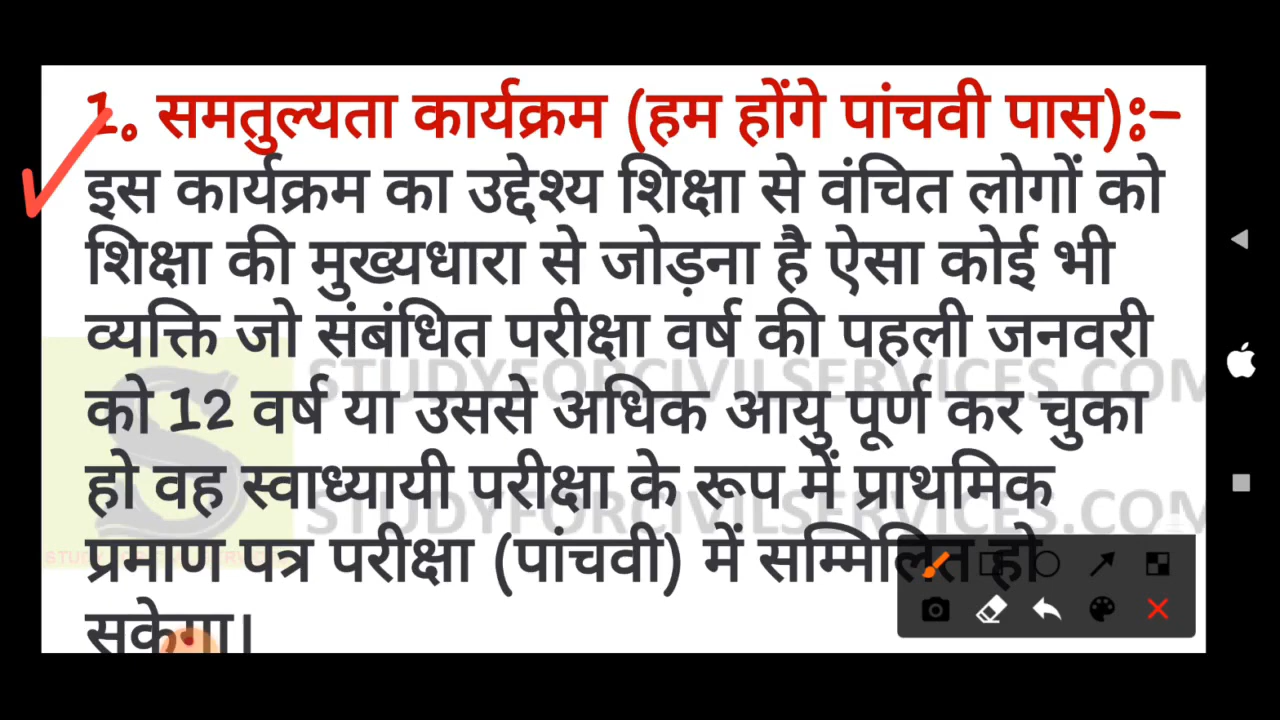 1. समतुल्यता कार्यक्रम (हम होंगे पांचवी पास):–
इस कार्यक्रम का उद्देश्य शिक्षा से वंचित लोगों को
शिक्षा की मुख्यधारा से जोड़ना है ऐसा कोई भी
व्यक्ति जो संबंधित परीक्षा वर्ष की पहली जनवरी
STUDYFORCIVILSERVICES.COM
को 12 वर्ष या उससे अधिक आयु पूर्ण कर चुका
हो वह स्वाध्यायी परीक्षा के रूप में प्राथमिक
STUDYFORCIVILSERVICES.COM
प्रमाण पत्र परीक्षा (पांचवी) में सम्मिलित हो
सकेगा।